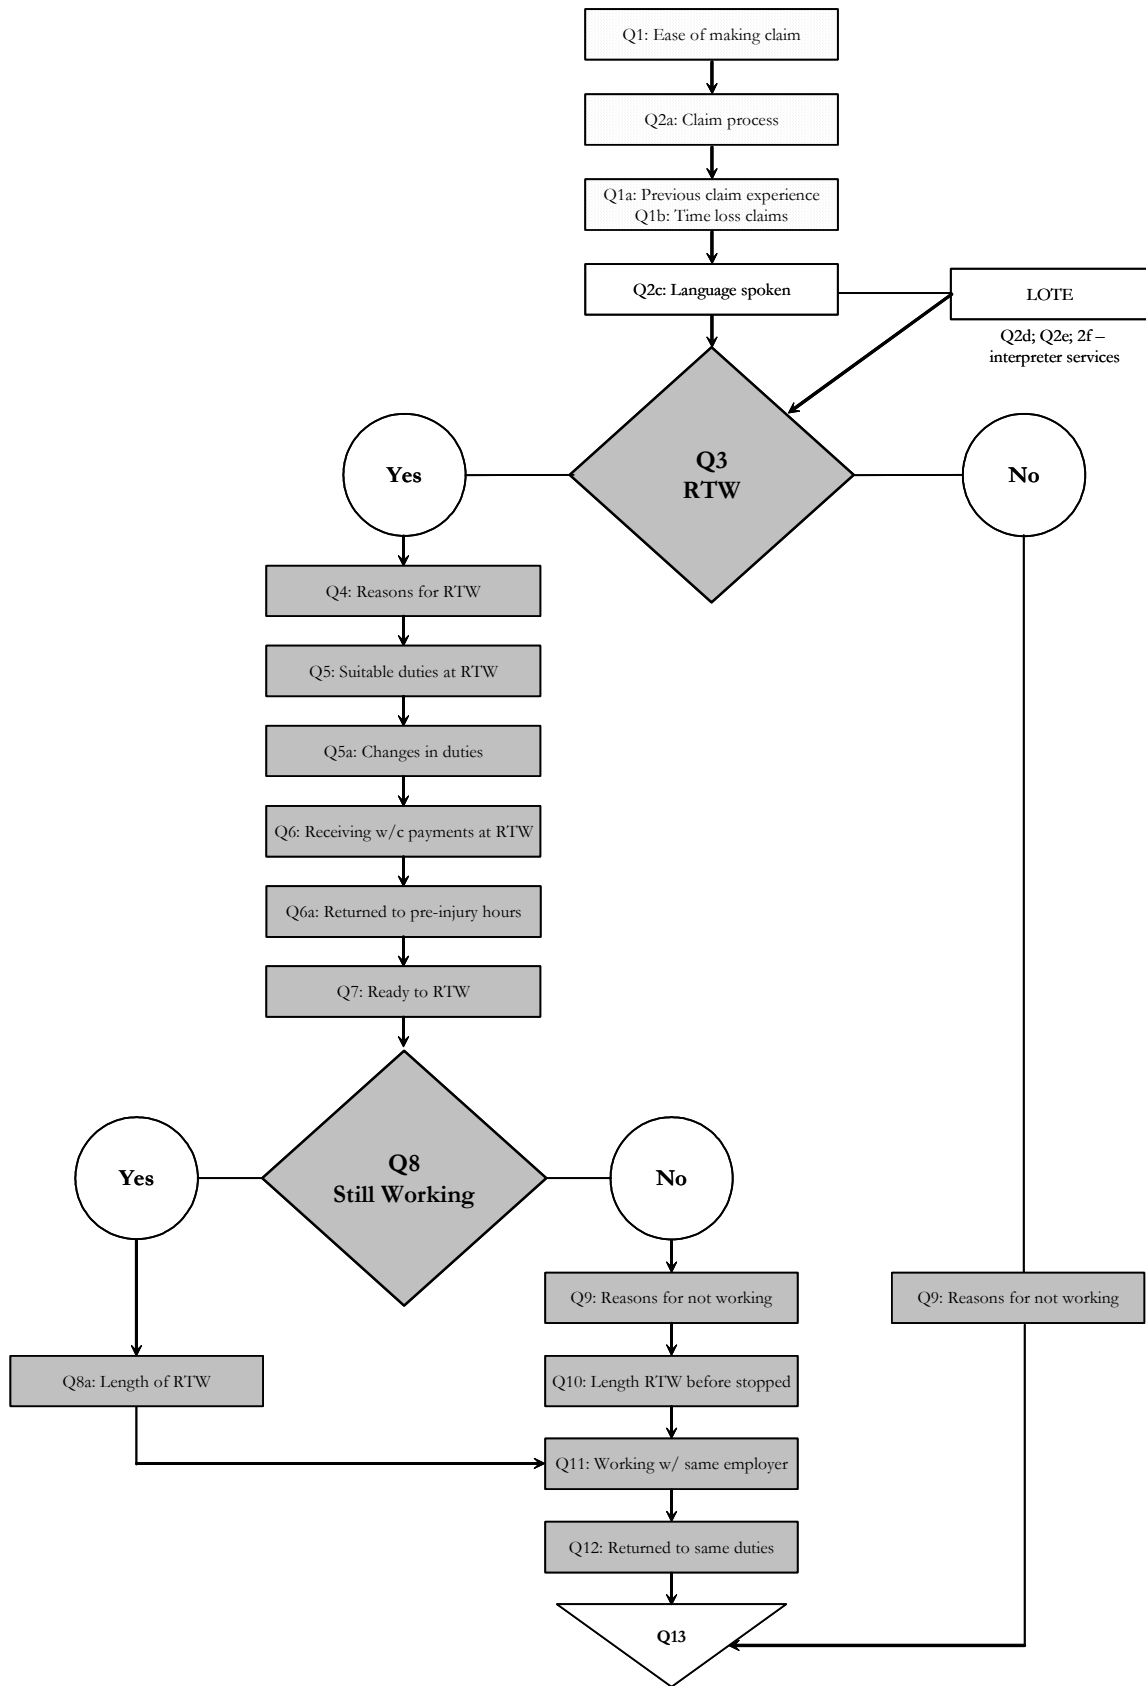 Q1: Ease of making claim
Q2a: Claim process
Q1a: Previous claim experience
Q1b: Time loss claims
Q2c: Language spoken
LOTE
Q2d; Q2e; 2f –
interpreter services
Q3
RTW
Yes
No
Q4: Reasons for RTW
Q5: Suitable duties at RTW
Q5a: Changes in duties
Q6: Receiving w/c payments at RTW
Q6a: Returned to pre-injury hours
Q7: Ready to RTW
Q8
Still Working
Yes
No
Q9: Reasons for not working
Q9: Reasons for not working
Q8a: Length of RTW
Q10: Length RTW before stopped
Q11: Working w/ same employer
Q12: Returned to same duties
Q13